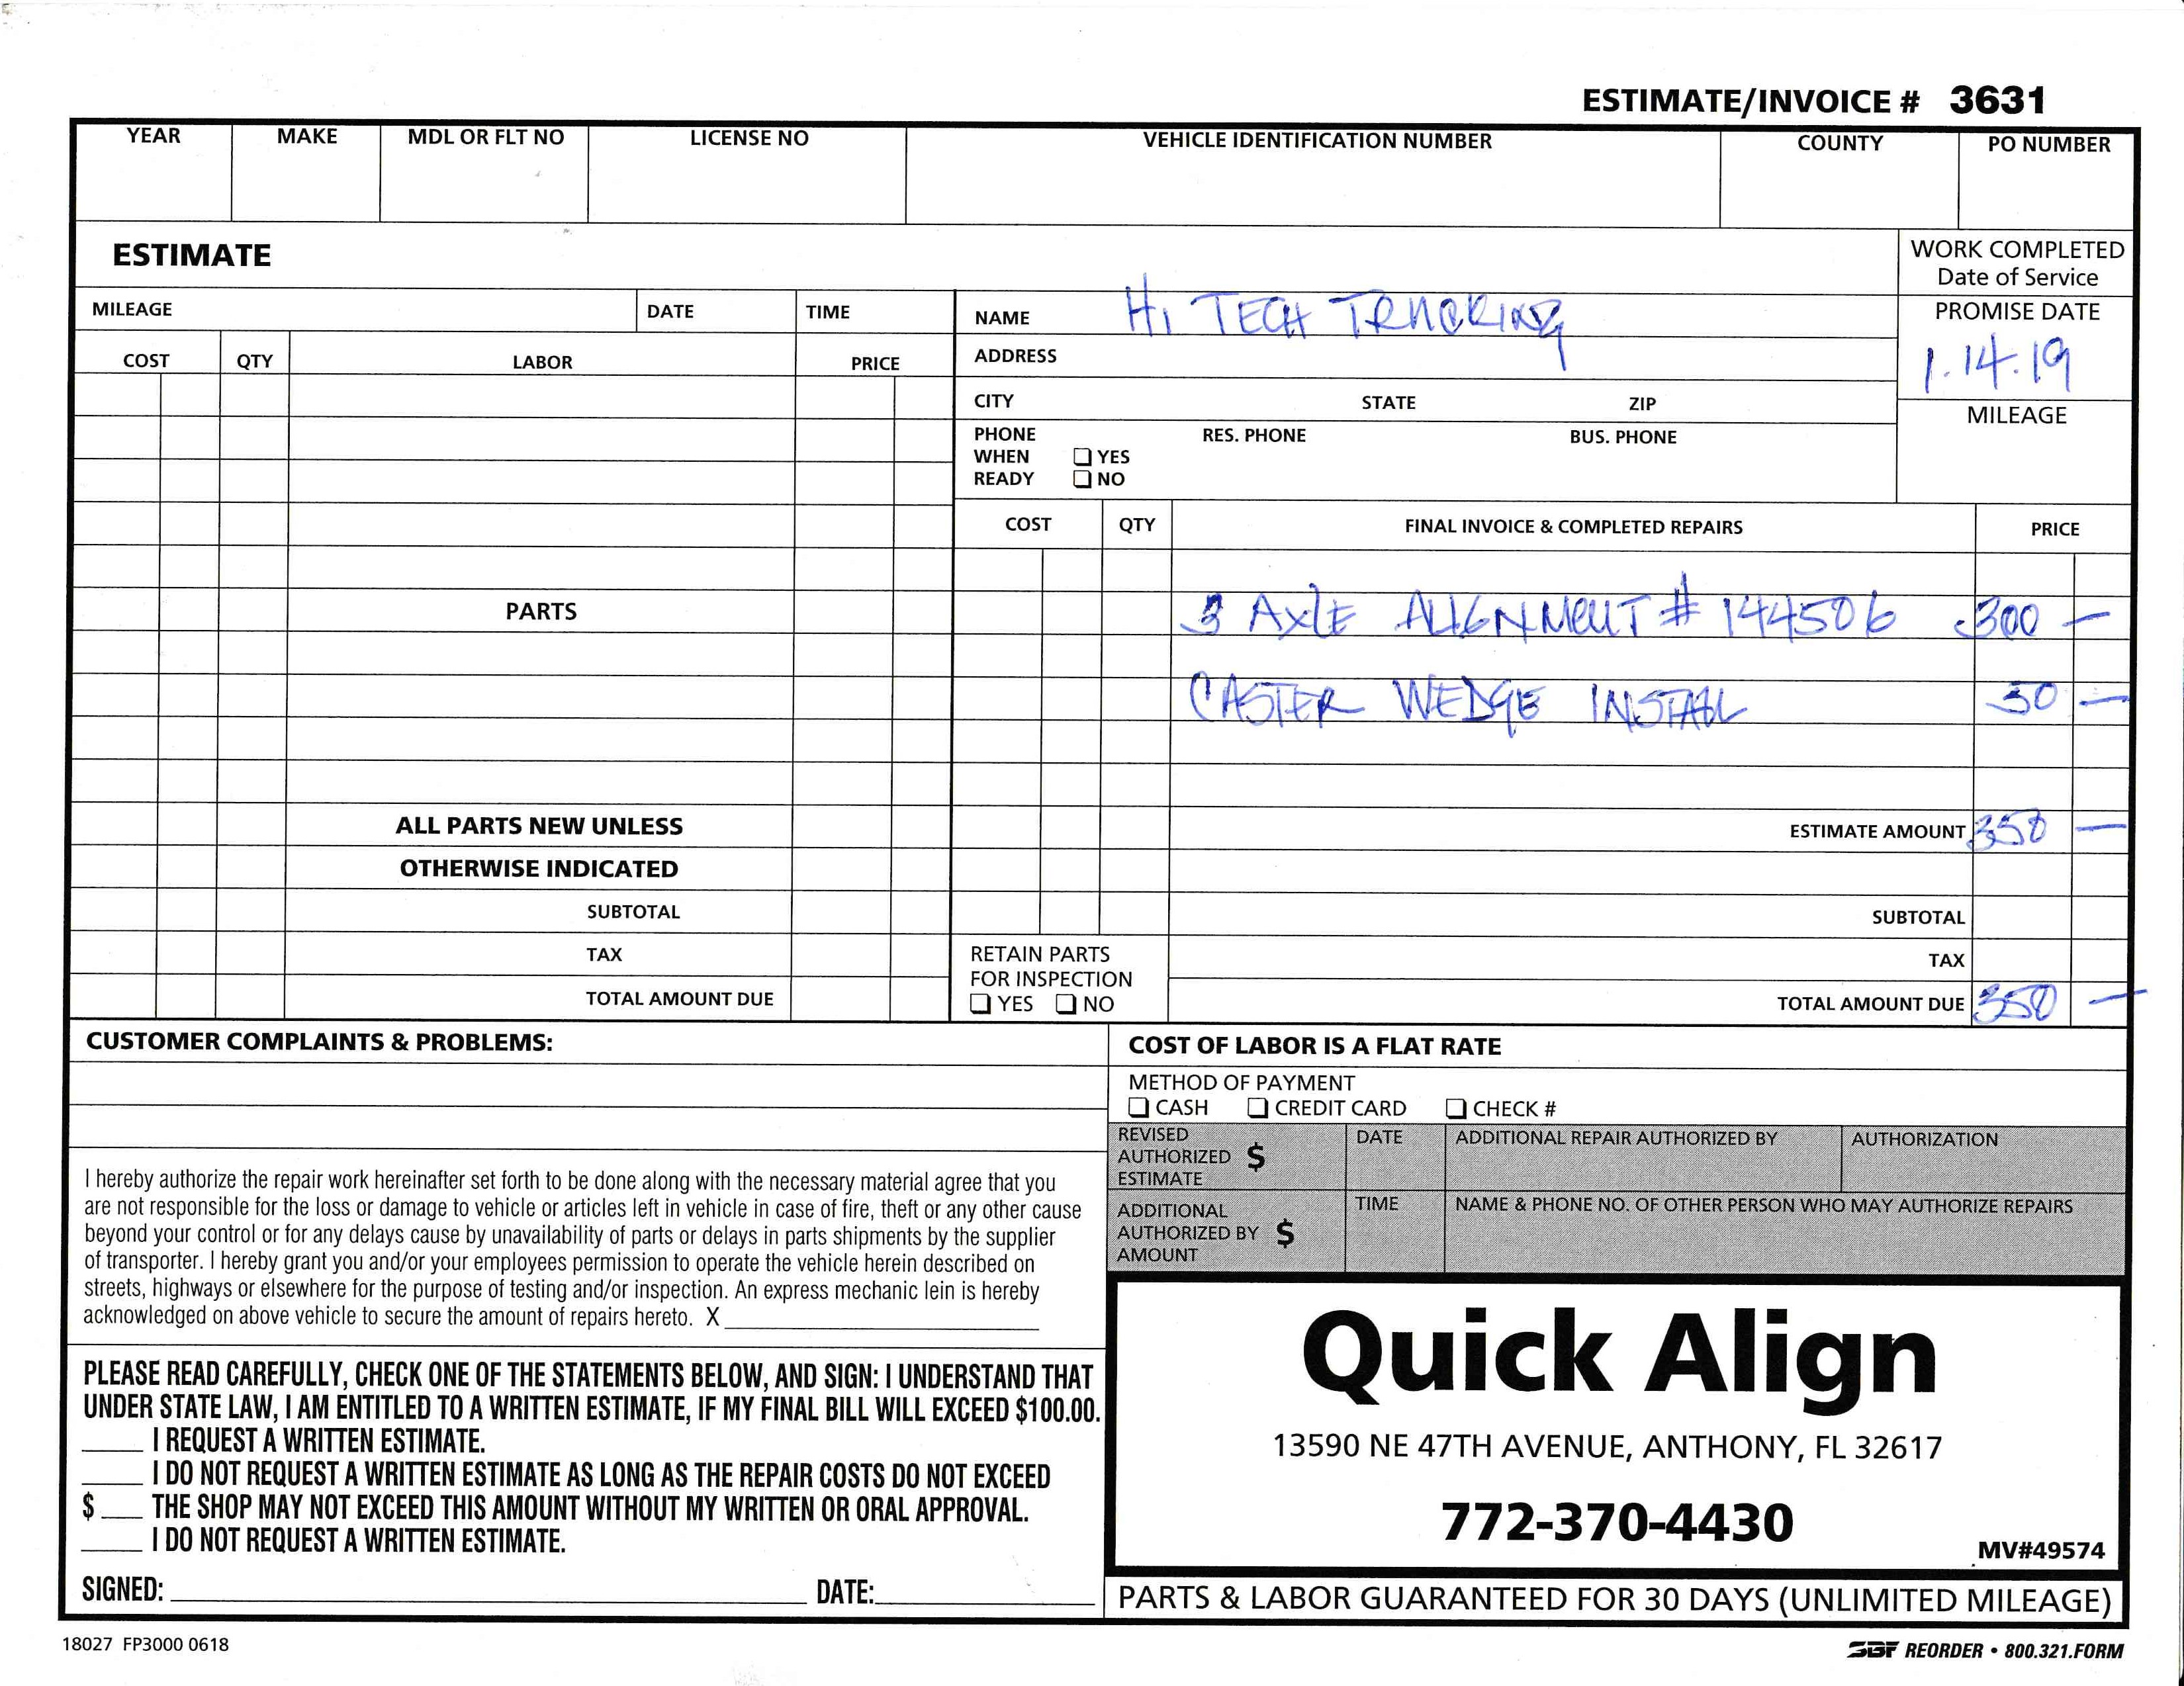 ESTIMATE/INVOICE # 3631
YEAR MAKE MDL OR FLT NO LICENSE NO VEHICLE IDENTIFICATION NUMBER COUNTY PO NUMBER
ESTIMATE
WORK COMPLETED
Date of Service
MILEAGE DATE TIME
NAME HI TECH TRUCKING
PROMISE DATE
1.14.19
COST QTY LABOR PRICE
ADDRESS
CITY STATE ZIP
MILEAGE
PHONE WHEN READY ☐ YES ☐ NO RES. PHONE BUS. PHONE
COST QTY FINAL INVOICE & COMPLETED REPAIRS PRICE
PARTS
3 AXLE ALIGNMENT # 144506 300 —
CASTER WEDGE INSTALL 50 —
ALL PARTS NEW UNLESS
OTHERWISE INDICATED
ESTIMATE AMOUNT 350 —
SUBTOTAL
SUBTOTAL
TAX
RETAIN PARTS
FOR INSPECTION
☐ YES ☐ NO
TAX
TOTAL AMOUNT DUE
TOTAL AMOUNT DUE 350 —
CUSTOMER COMPLAINTS & PROBLEMS:
COST OF LABOR IS A FLAT RATE
METHOD OF PAYMENT
☐ CASH ☐ CREDIT CARD ☐ CHECK #
REVISED AUTHORIZED ESTIMATE $ DATE ADDITIONAL REPAIR AUTHORIZED BY AUTHORIZATION
ADDITIONAL AUTHORIZED BY AMOUNT $ TIME NAME & PHONE NO. OF OTHER PERSON WHO MAY AUTHORIZE REPAIRS
I hereby authorize the repair work hereinafter set forth to be done along with the necessary material agree that you
are not responsible for the loss or damage to vehicle or articles left in vehicle in case of fire, theft or any other cause
beyond your control or for any delays cause by unavailability of parts or delays in parts shipments by the supplier
of transporter. I hereby grant you and/or your employees permission to operate the vehicle herein described on
streets, highways or elsewhere for the purpose of testing and/or inspection. An express mechanic lein is hereby
acknowledged on above vehicle to secure the amount of repairs hereto. X
PLEASE READ CAREFULLY, CHECK ONE OF THE STATEMENTS BELOW, AND SIGN: I UNDERSTAND THAT
UNDER STATE LAW, I AM ENTITLED TO A WRITTEN ESTIMATE, IF MY FINAL BILL WILL EXCEED $100.00.
I REQUEST A WRITTEN ESTIMATE.
I DO NOT REQUEST A WRITTEN ESTIMATE AS LONG AS THE REPAIR COSTS DO NOT EXCEED
$ THE SHOP MAY NOT EXCEED THIS AMOUNT WITHOUT MY WRITTEN OR ORAL APPROVAL.
I DO NOT REQUEST A WRITTEN ESTIMATE.
SIGNED: DATE:
Quick Align
13590 NE 47TH AVENUE, ANTHONY, FL 32617
772-370-4430
MV#49574
PARTS & LABOR GUARANTEED FOR 30 DAYS (UNLIMITED MILEAGE)
18027 FP3000 0618
SBF REORDER • 800.321.FORM